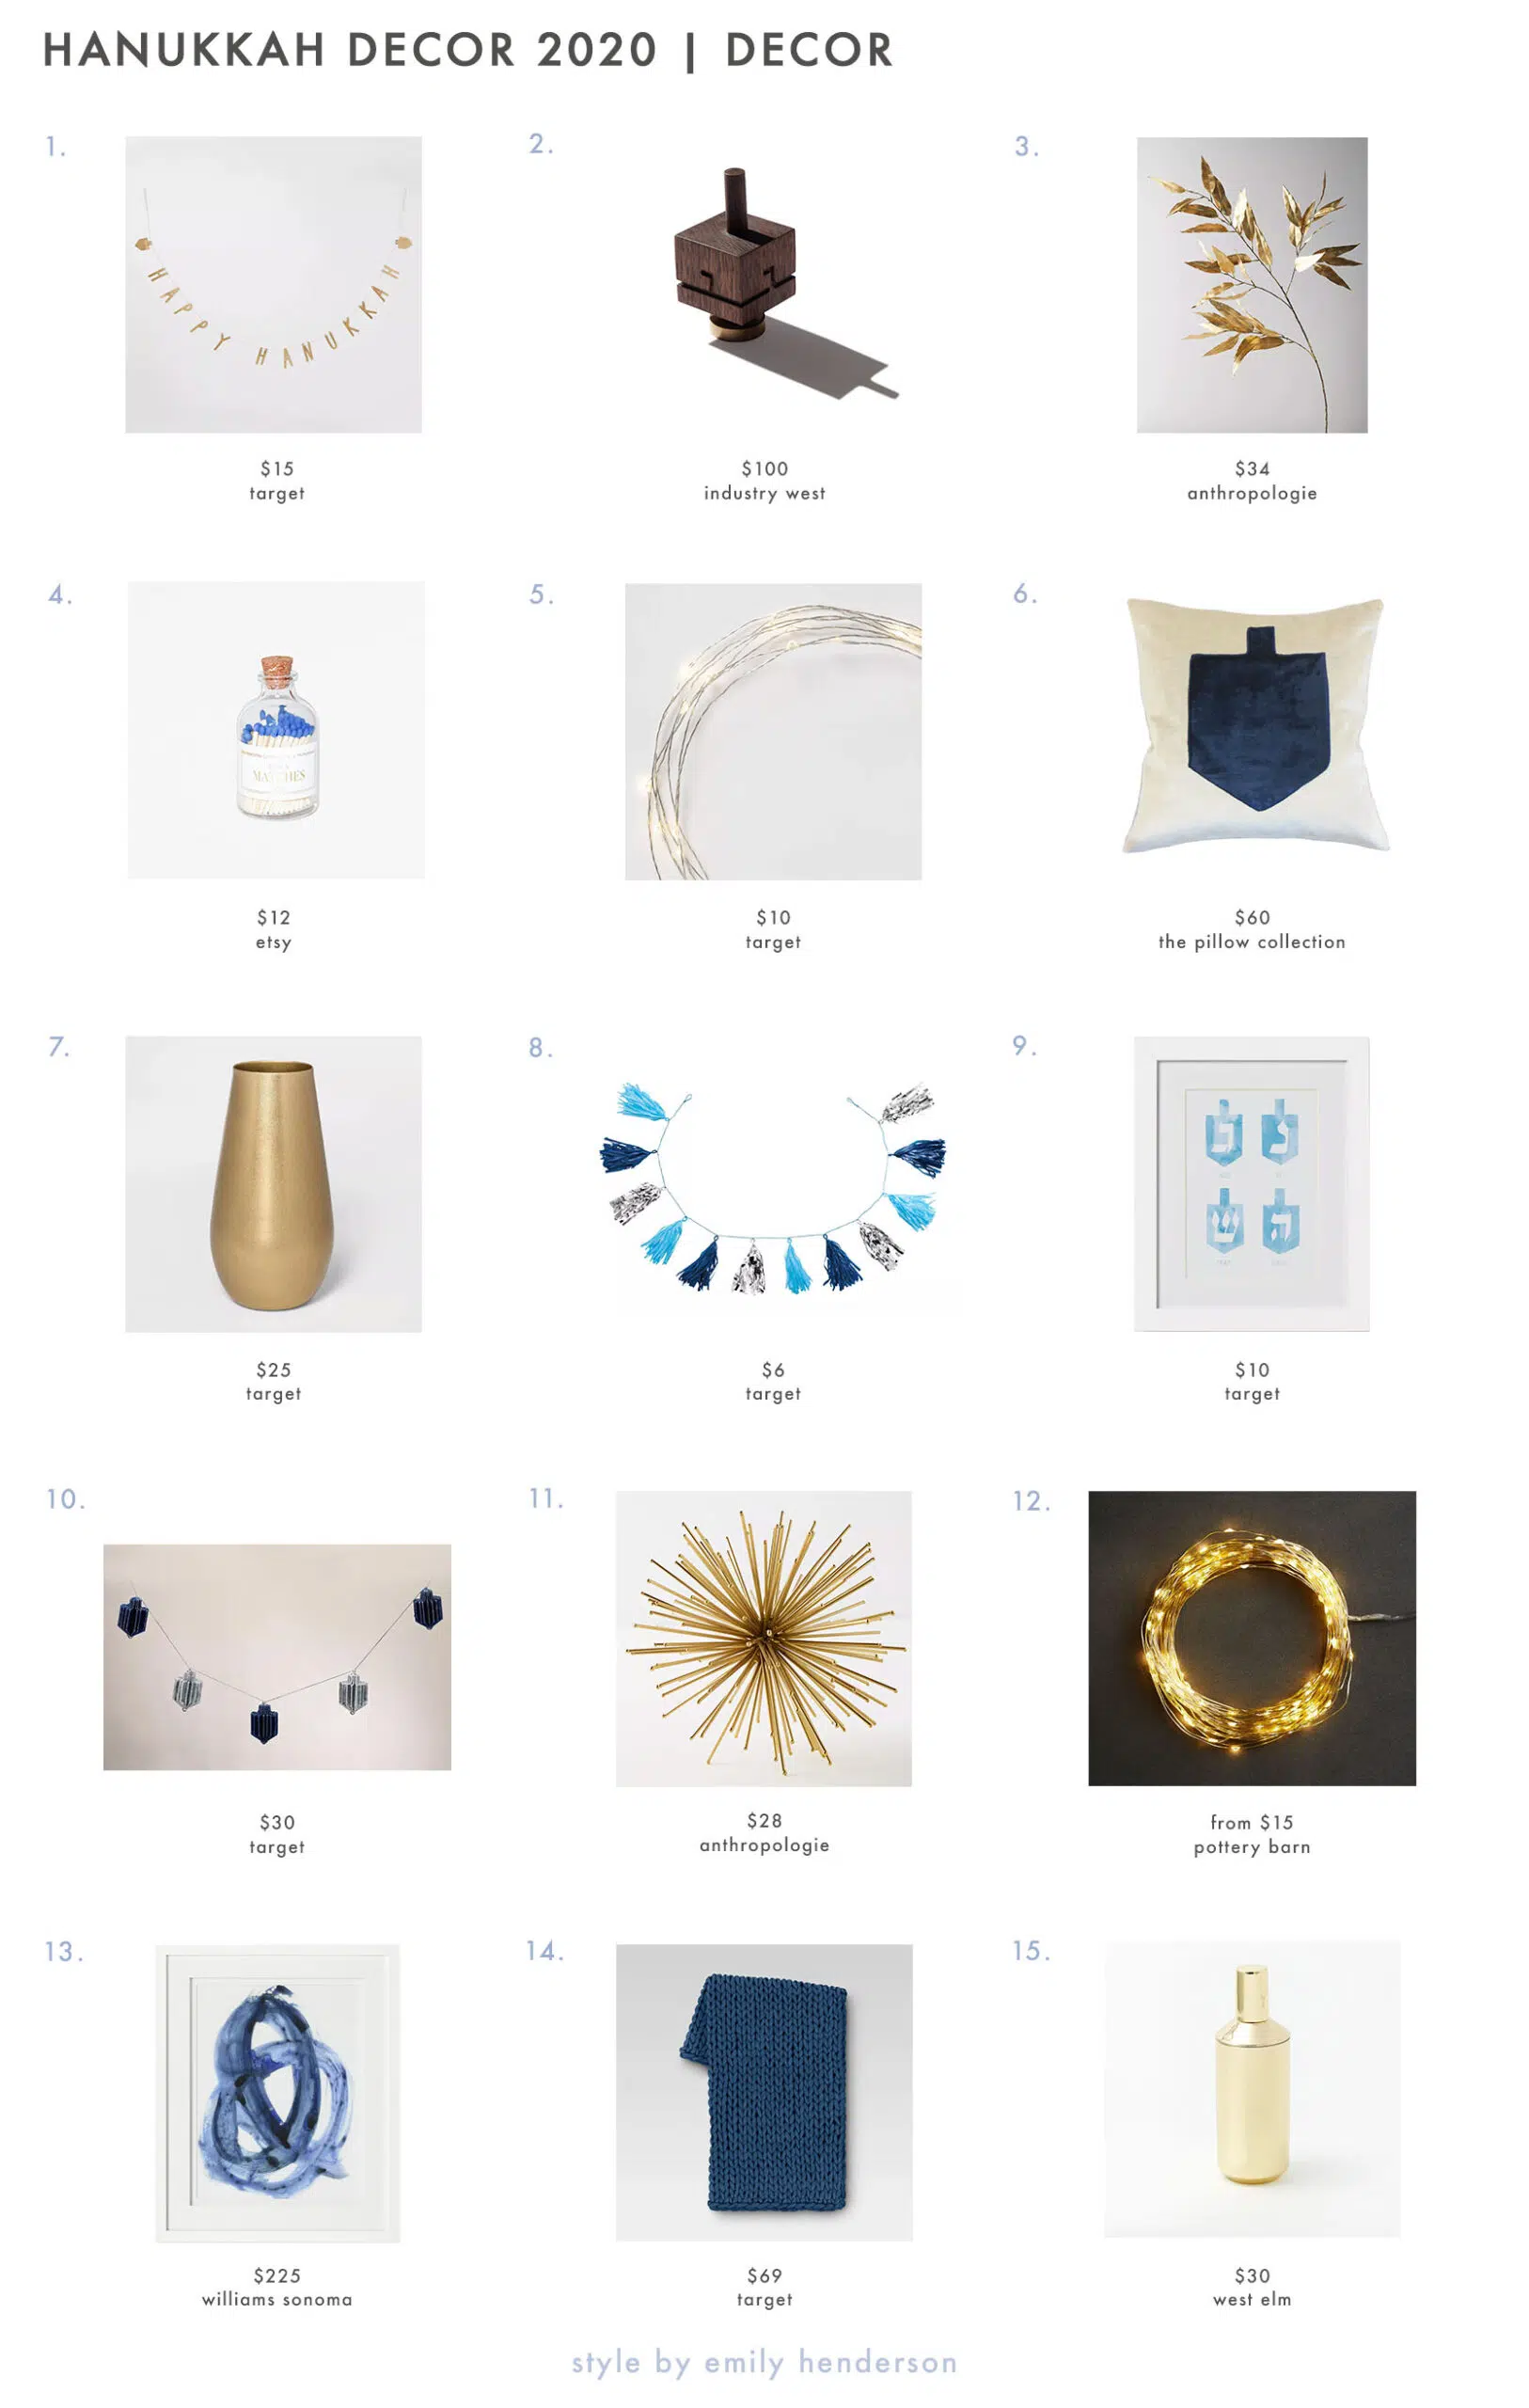 HANUKKAH DECOR 2020 | DECOR
1.
HAPPY HANUKKAH
$15
target
2.
$100
industry west
3.
$34
anthropologie
4.
MATCHES
$12
etsy
5.
$10
target
6.
$60
the pillow collection
7.
$25
target
8.
$6
target
9.
פ נ
ש ה
$10
target
10.
$30
target
11.
$28
anthropologie
12.
from $15
pottery barn
13.
$225
williams sonoma
14.
$69
target
15.
$30
west elm
style by emily henderson